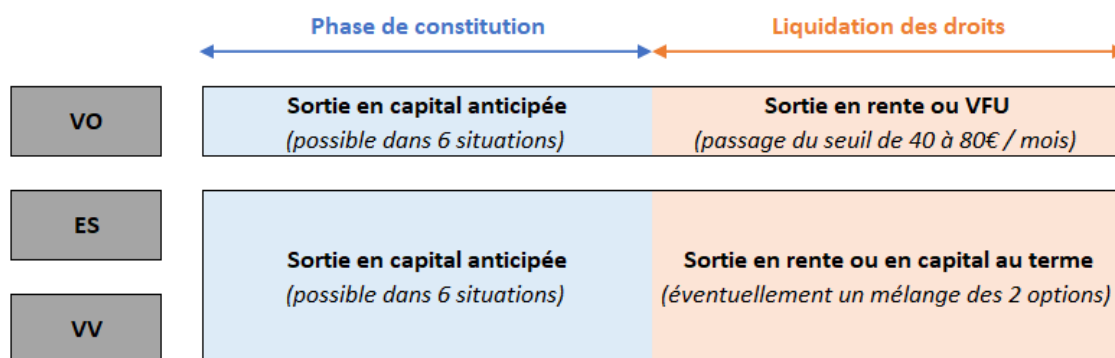 Phase de constitution
Liquidation des droits
VO
Sortie en capital anticipée
(possible dans 6 situations)
Sortie en rente ou VFU
(passage du seuil de 40 à 80€ / mois)
ES
VV
Sortie en capital anticipée
(possible dans 6 situations)
Sortie en rente ou en capital au terme
(éventuellement un mélange des 2 options)